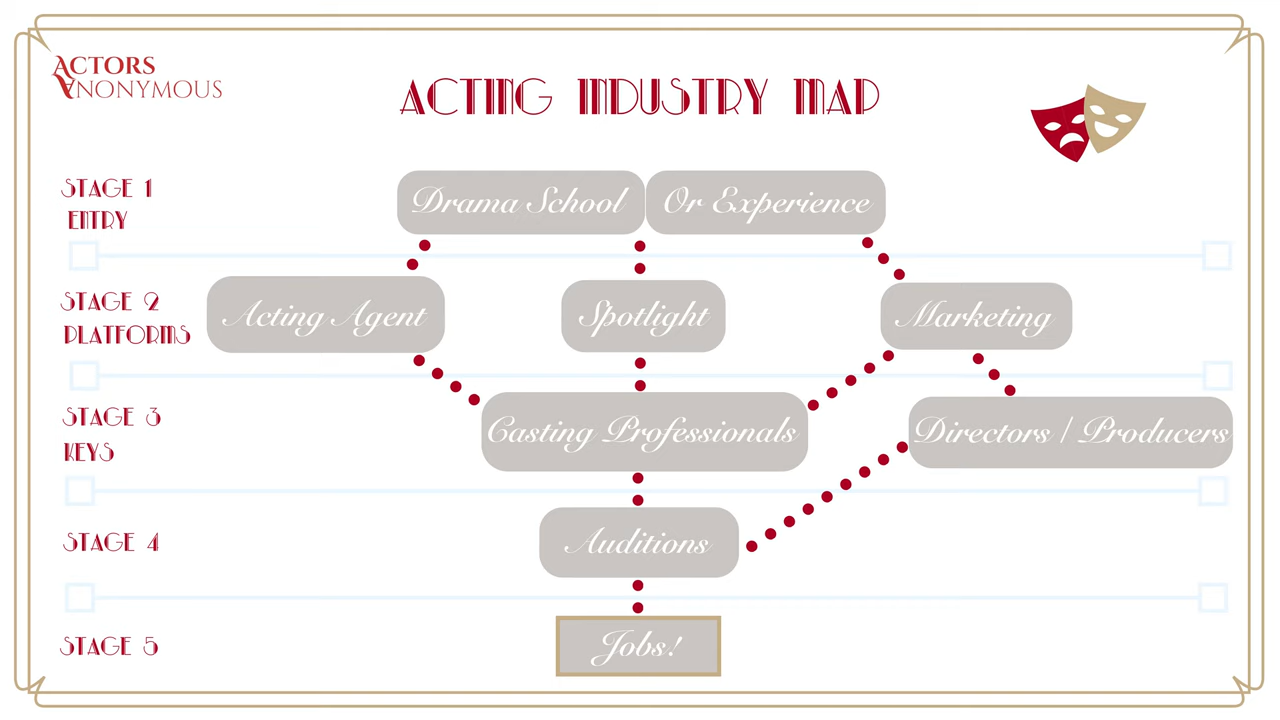 ACTORS
ANONYMOUS
ACTING INDUSTRY MAP
STAGE 1
ENTRY
Drama School
Or Experience
STAGE 2
PLATFORMS
Acting Agent
Spotlight
Marketing
STAGE 3
KEYS
Casting Professionals
Directors / Producers
STAGE 4
Auditions
STAGE 5
Jobs!